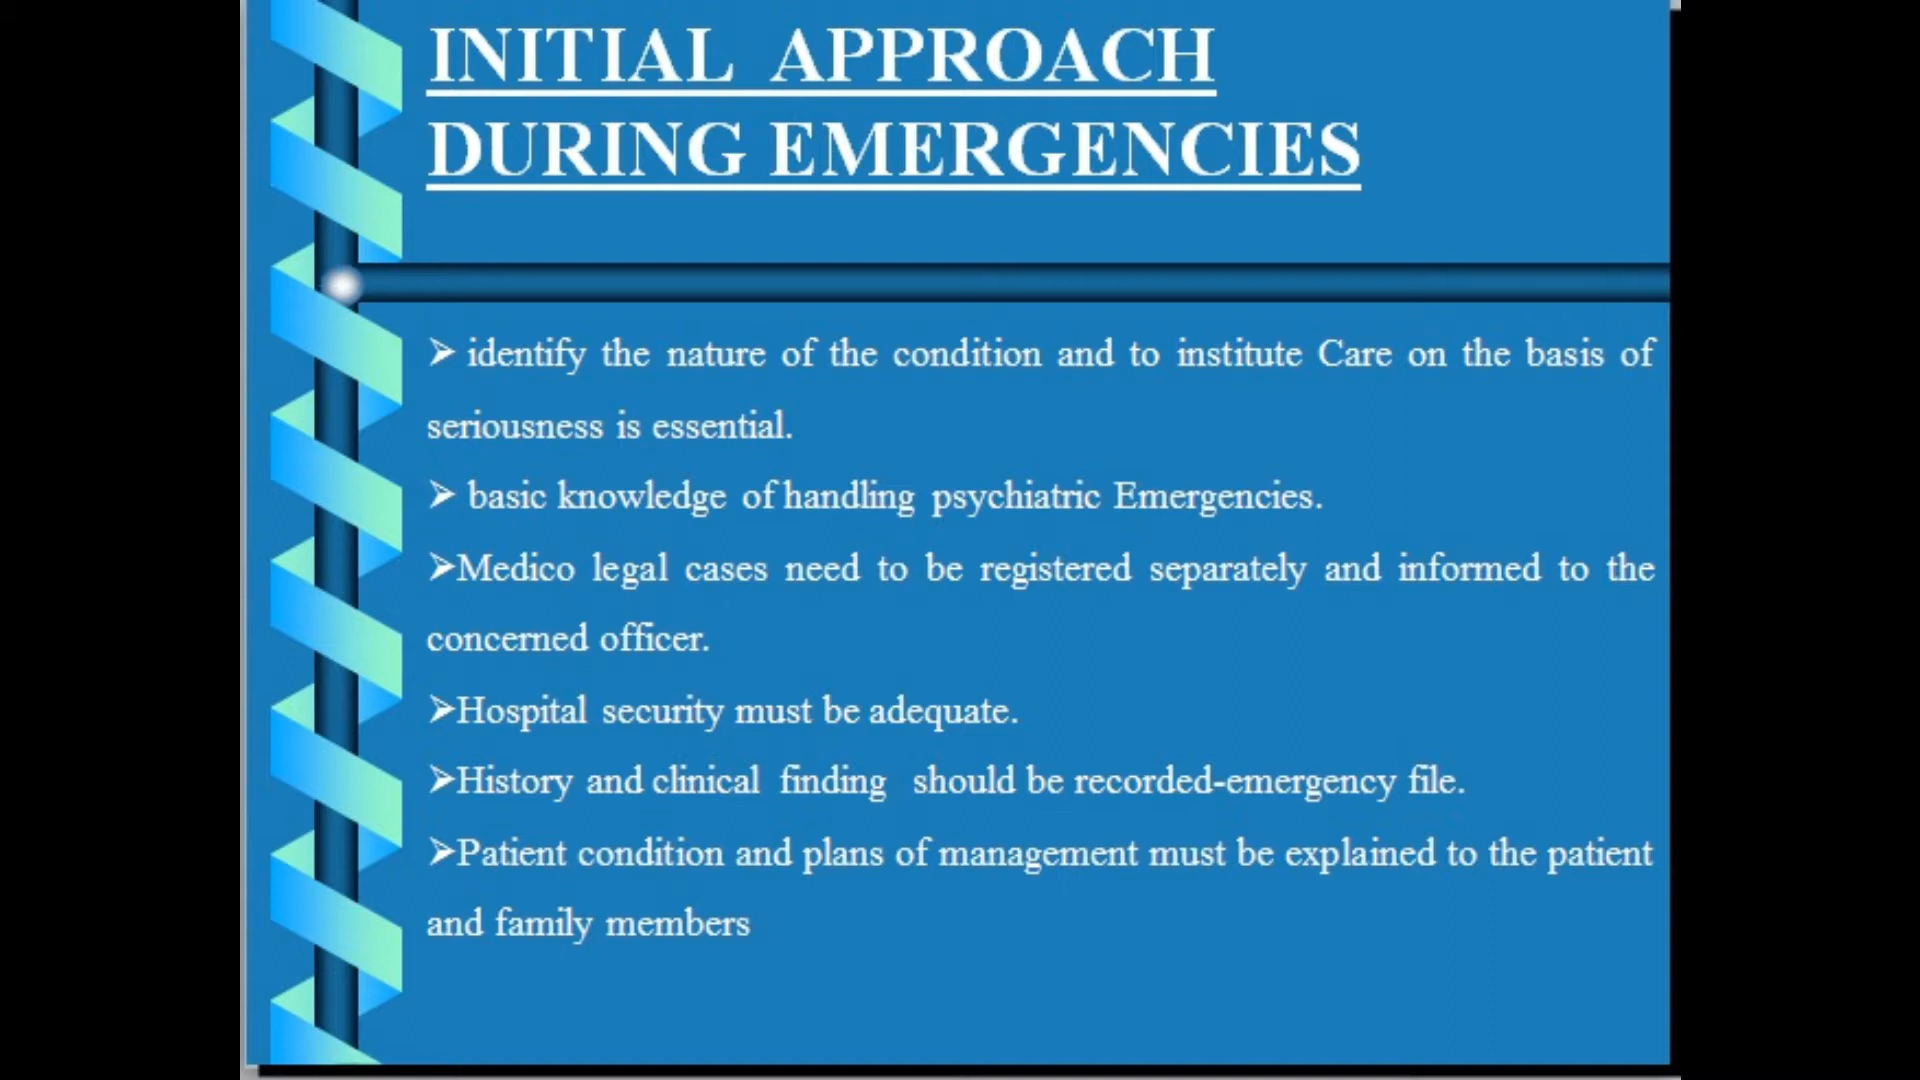 INITIAL APPROACH
DURING EMERGENCIES
➢ identify the nature of the condition and to institute Care on the basis of
seriousness is essential.
➢ basic knowledge of handling psychiatric Emergencies.
➢Medico legal cases need to be registered separately and informed to the
concerned officer.
➢Hospital security must be adequate.
➢History and clinical finding should be recorded-emergency file.
➢Patient condition and plans of management must be explained to the patient
and family members